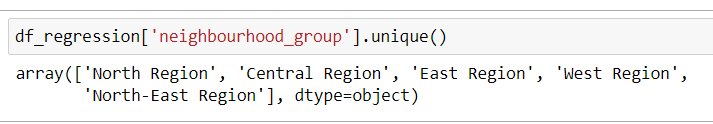 df_regression['neighbourhood_group'].unique()
array(['North Region', 'Central Region', 'East Region', 'West Region',
'North-East Region'], dtype=object)